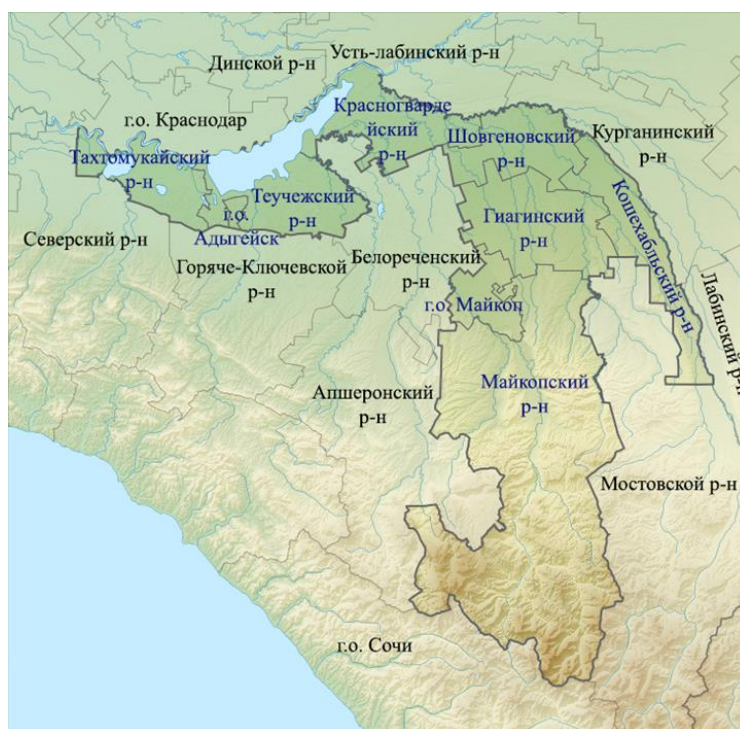 Усть-лабинский р-н
Динской р-н
Красногварде
йский
р-н
г.о. Краснодар
Шовгеновский
р-н
Курганинский
р-н
Тахтомукайский
р-н
Теучежский
р-н
г.о.
Адыгейск
Гиагинский
р-н
Кошехабльский р-н
Северский р-н
Горяче-Ключевской
р-н
Белореченский
р-н
Лабинский р-н
г.о. Майкоп
Апшеронский
р-н
Майкопский
р-н
Мостовской р-н
г.о. Сочи